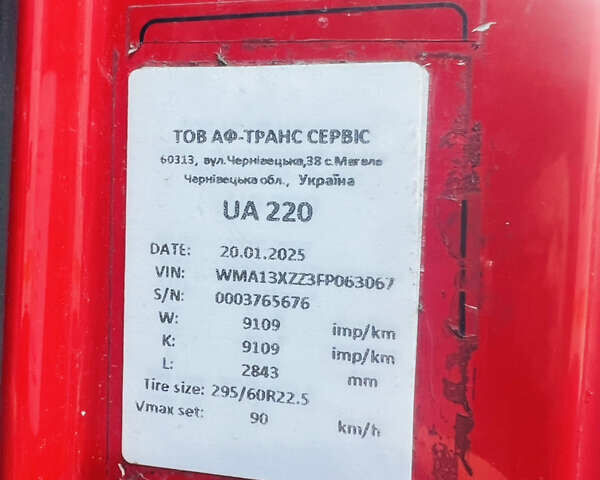 ТОВ АФ-ТРАНС СЕРВІС
60313, вул.Чернівецька,38 с.Магала
Чернівецька обл., Україна
UA 220
DATE: 20.01.2025
VIN: WMA13XZZ3FP063067
S/N: 0003765676
W: 9109 imp/km
K: 9109 imp/km
L: 2843 mm
Tire size: 295/60R22.5
Vmax set: 90 km/h